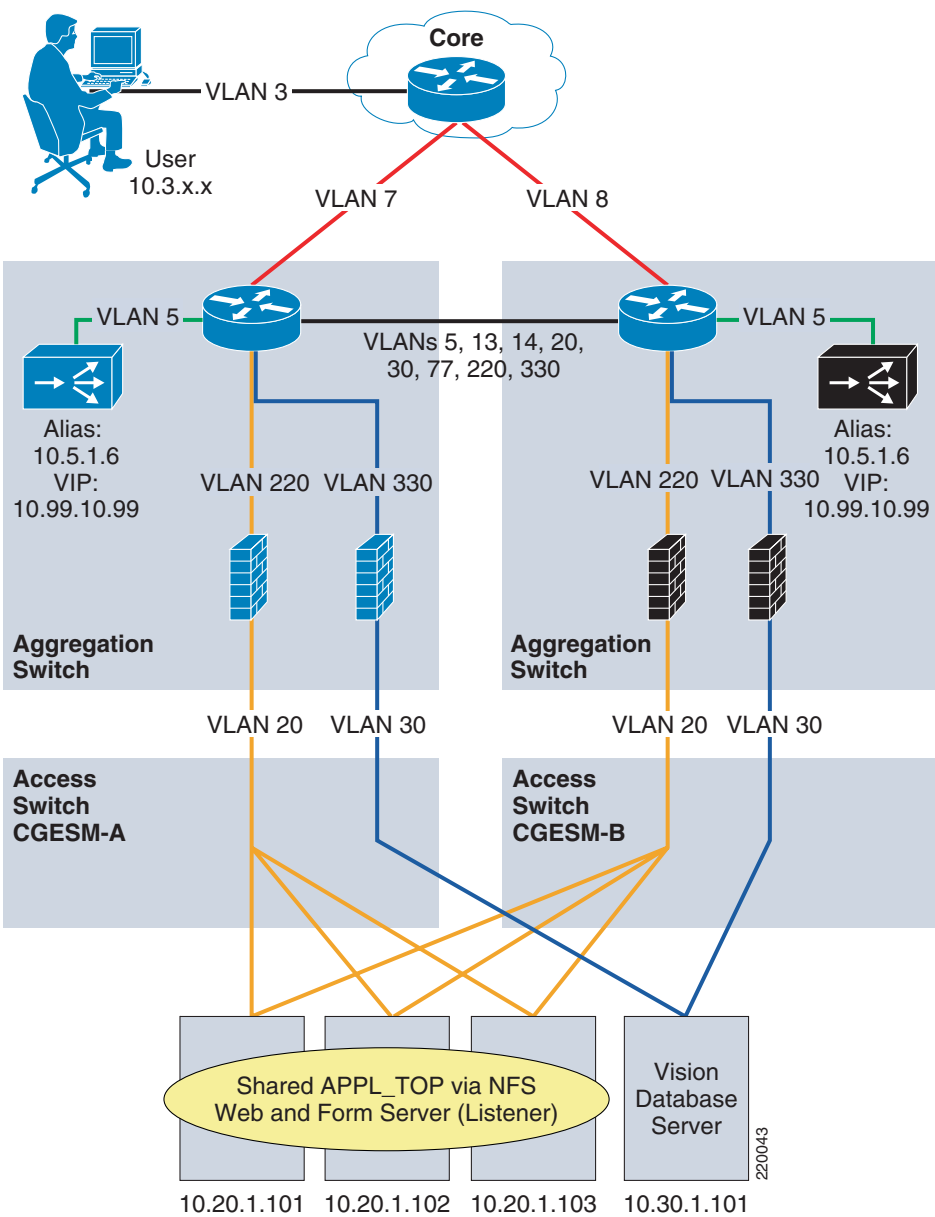 Core
VLAN 3
User
10.3.x.x
VLAN 7
VLAN 8
VLAN 5
VLANs 5, 13, 14, 20,
30, 77, 220, 330
VLAN 5
Alias:
10.5.1.6
VIP:
10.99.10.99
VLAN 220
VLAN 330
VLAN 220
VLAN 330
Alias:
10.5.1.6
VIP:
10.99.10.99
Aggregation
Switch
Aggregation
Switch
VLAN 20
VLAN 30
VLAN 20
VLAN 30
Access
Switch
CGESM-A
Access
Switch
CGESM-B
Shared APPL_TOP via NFS
Web and Form Server (Listener)
Vision
Database
Server
220043
10.20.1.101
10.20.1.102
10.20.1.103
10.30.1.101